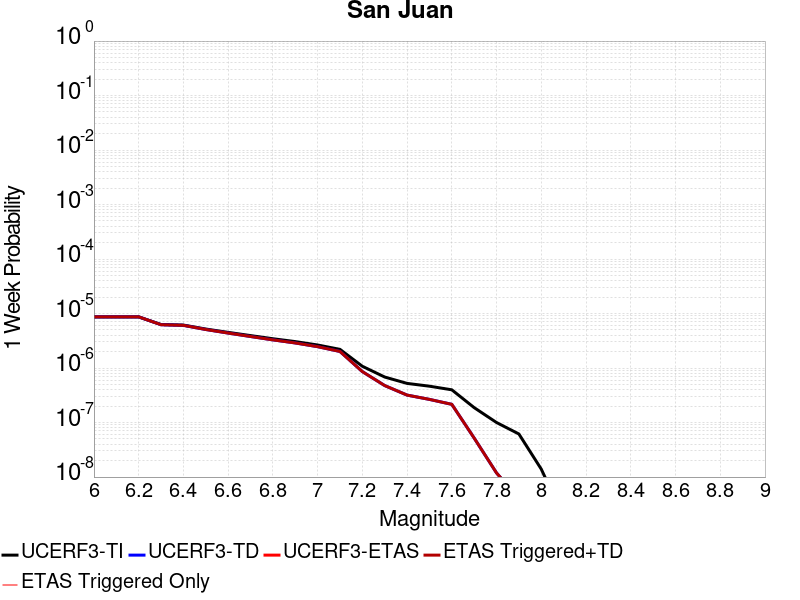 San Juan
1 Week Probability
10^0
10^-1
10^-2
10^-3
10^-4
10^-5
10^-6
10^-7
10^-8
6 6.2 6.4 6.6 6.8 7 7.2 7.4 7.6 7.8 8 8.2 8.4 8.6 8.8 9
Magnitude
UCERF3-TI UCERF3-TD UCERF3-ETAS ETAS Triggered+TD
ETAS Triggered Only